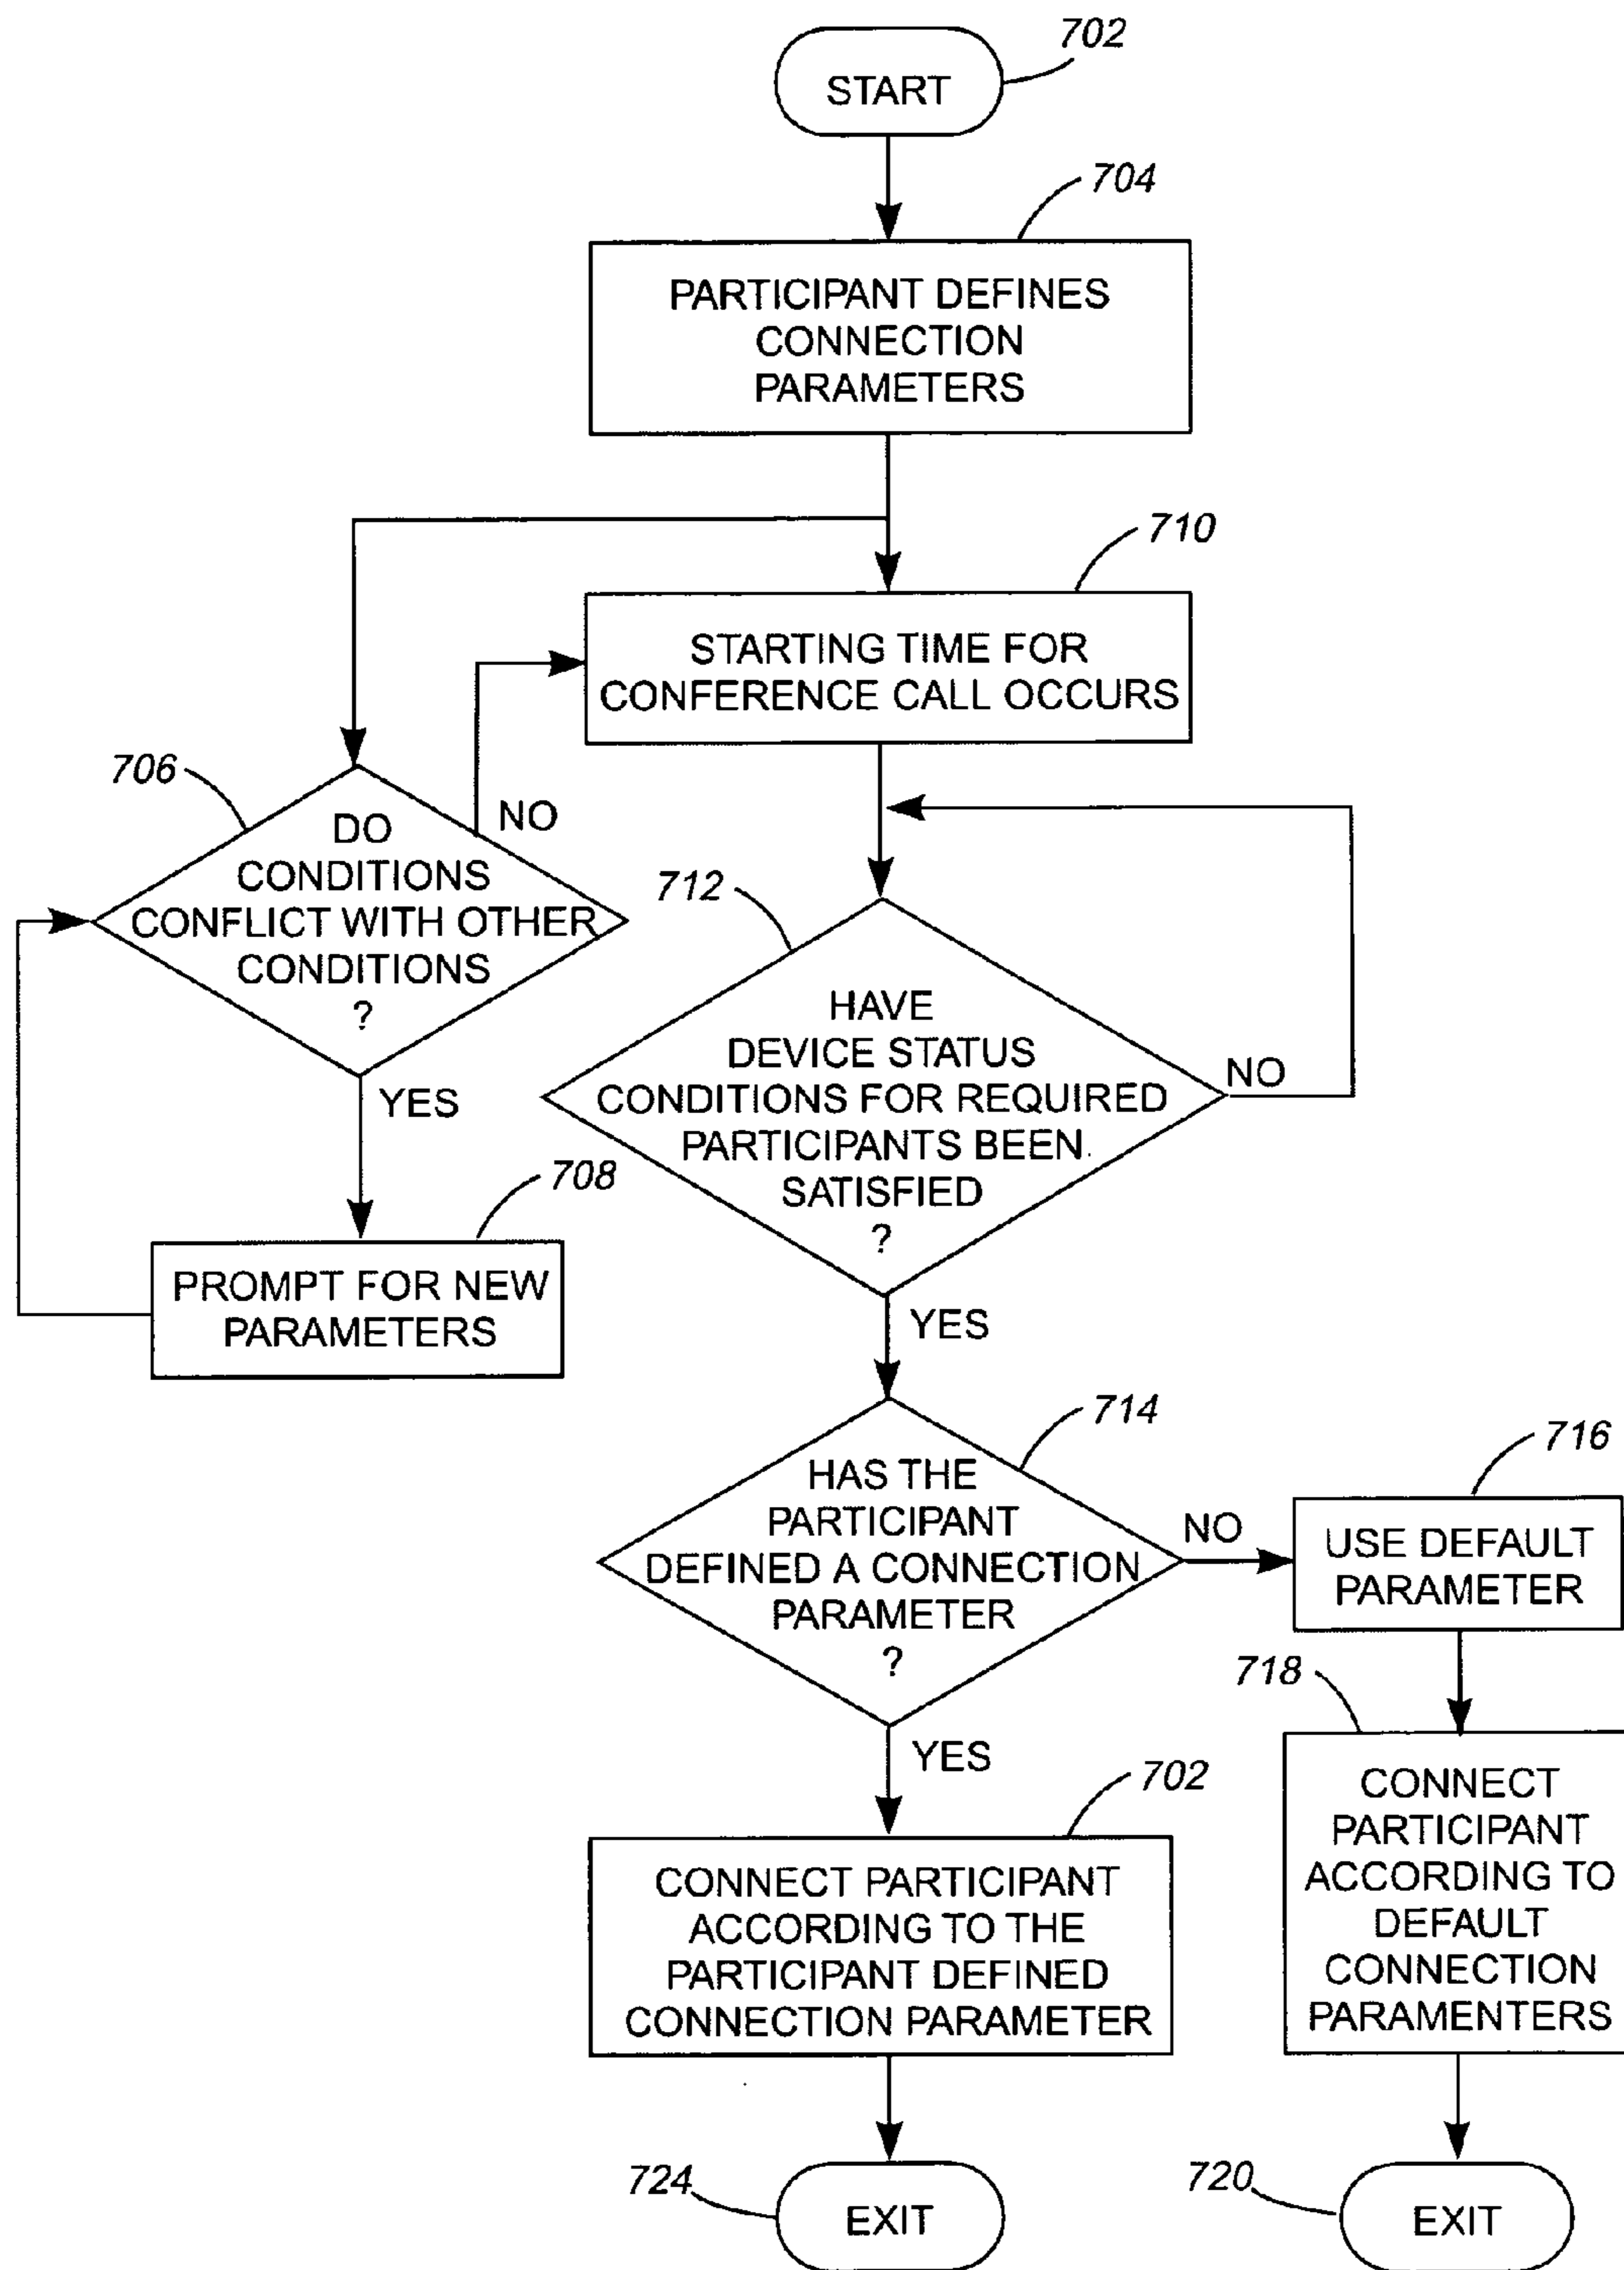 702
START
704
PARTICIPANT DEFINES
CONNECTION
PARAMETERS
710
STARTING TIME FOR
CONFERENCE CALL OCCURS
706
DO
CONDITIONS
CONFLICT WITH OTHER
CONDITIONS
?
NO
YES
708
PROMPT FOR NEW
PARAMETERS
712
HAVE
DEVICE STATUS
CONDITIONS FOR REQUIRED
PARTICIPANTS BEEN
SATISFIED
?
NO
YES
714
HAS THE
PARTICIPANT
DEFINED A CONNECTION
PARAMETER
?
NO
YES
716
USE DEFAULT
PARAMETER
718
CONNECT
PARTICIPANT
ACCORDING TO
DEFAULT
CONNECTION
PARAMENTERS
702
CONNECT PARTICIPANT
ACCORDING TO THE
PARTICIPANT DEFINED
CONNECTION PARAMETER
724
EXIT
720
EXIT